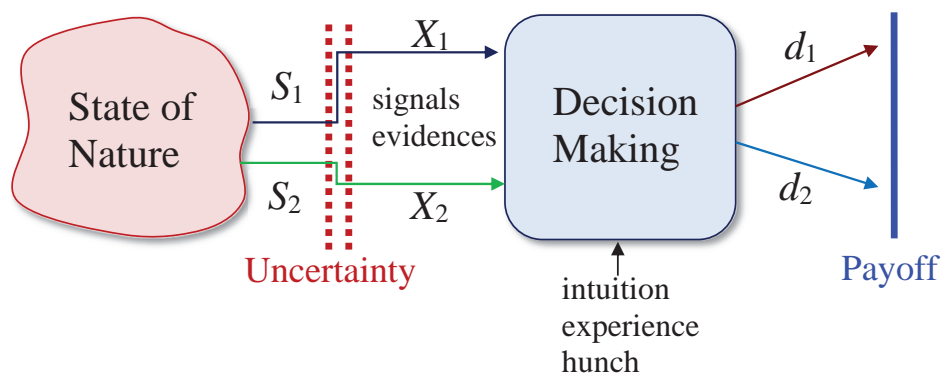 State of
Nature
S1
S2
Uncertainty
X1
signals
evidences
X2
Decision
Making
intuition
experience
hunch
d1
d2
Payoff